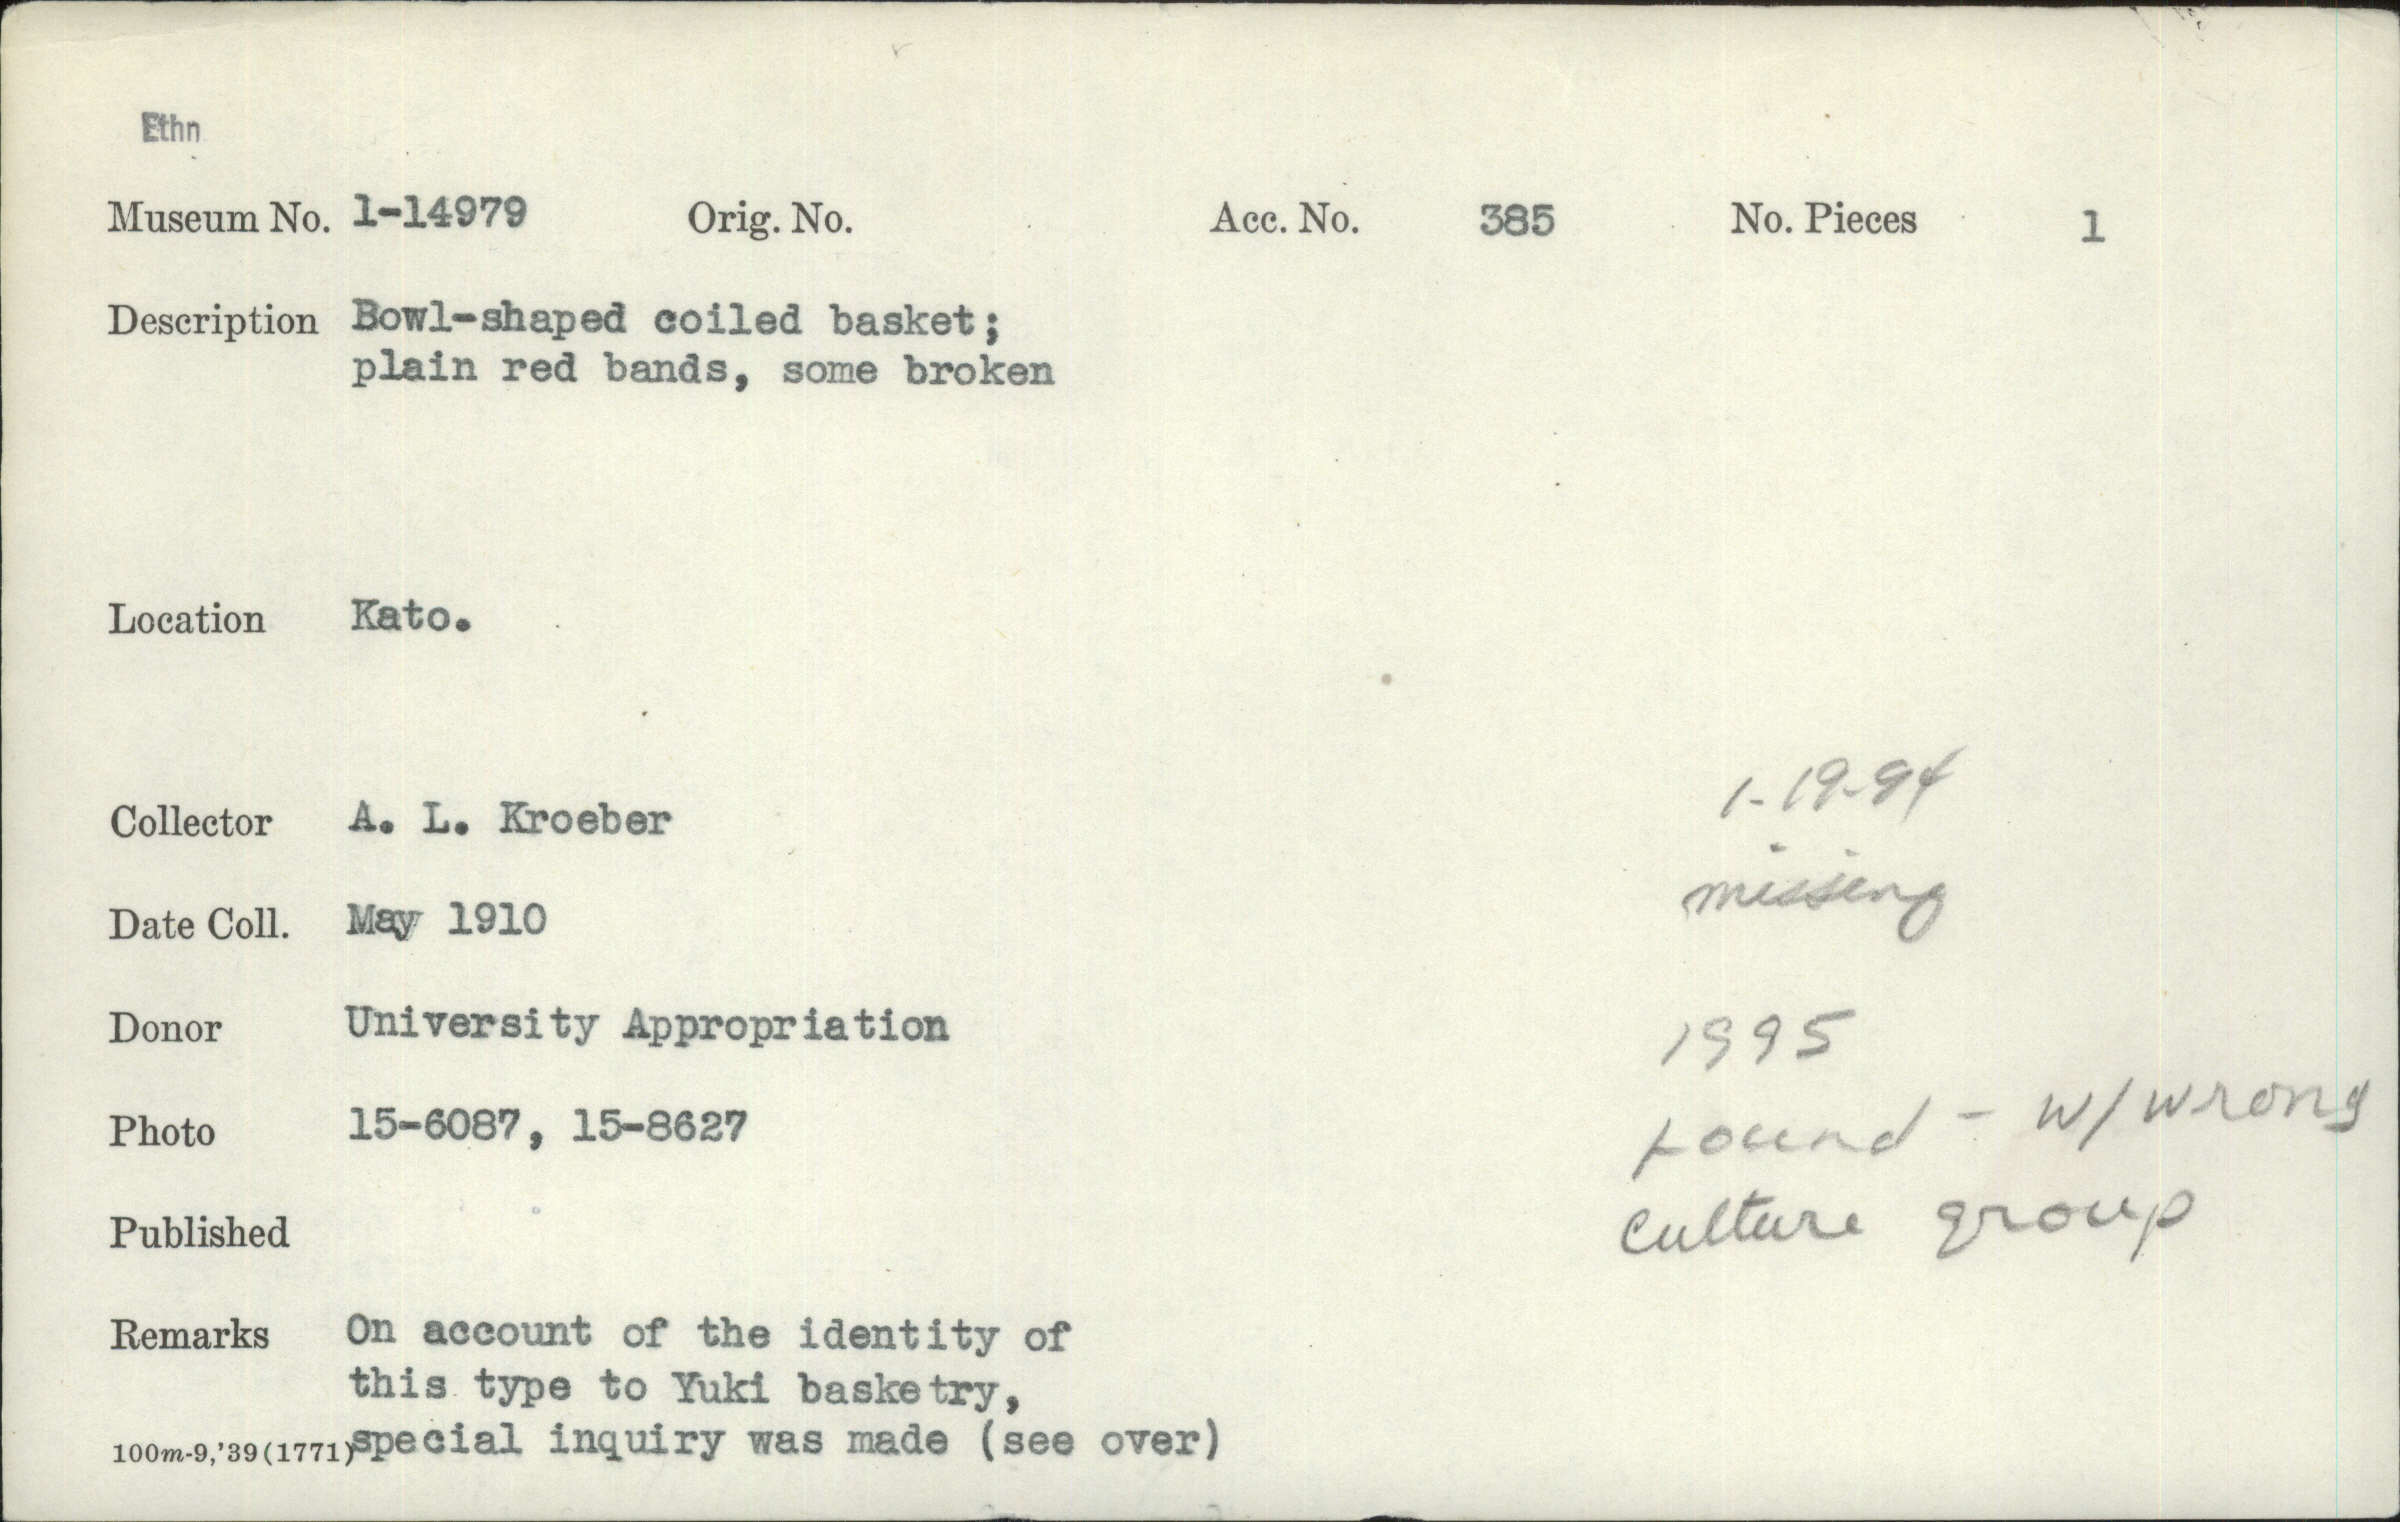 Ethn
Museum No. 1-14979 Orig. No. Acc. No. 385 No. Pieces 1
Description Bowl-shaped coiled basket;
plain red bands, some broken
Location Kato.
Collector A. L. Kroeber
Date Coll. May 1910
Donor University Appropriation
Photo 15-6087, 15-8627
Published
Remarks On account of the identity of
this type to Yuki basketry,
100m-9,'39(1771) special inquiry was made (see over)
1-19-94
missing
1995
found - w/wrong
culture group